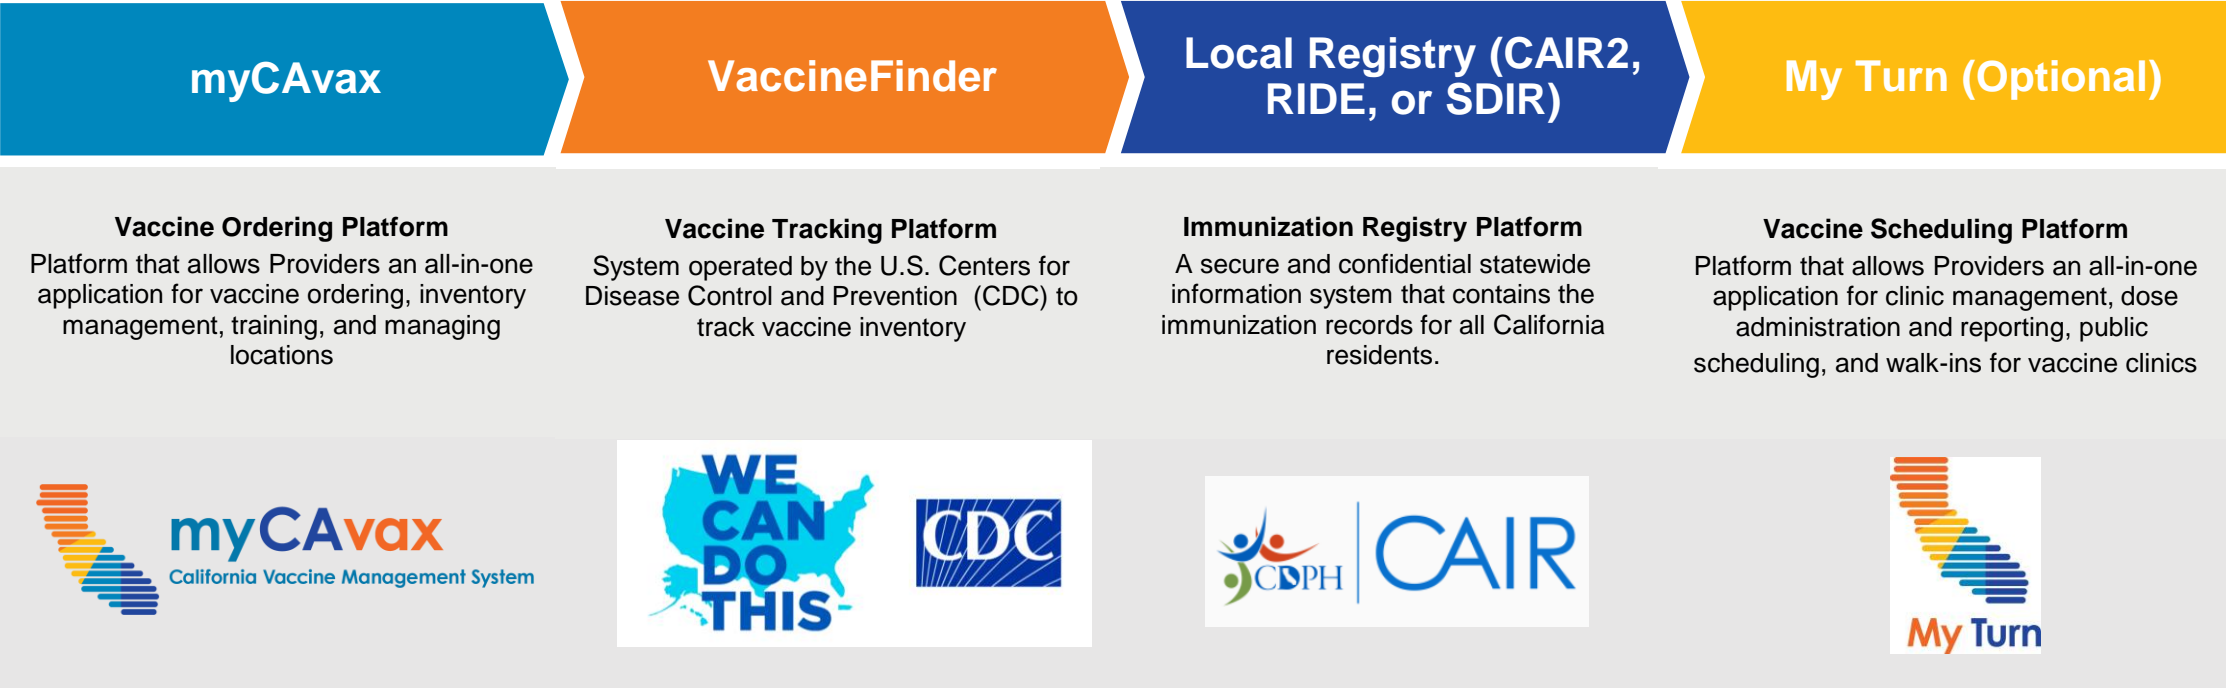 myCAvax
VaccineFinder
Local Registry (CAIR2,
RIDE, or SDIR)
My Turn (Optional)
Vaccine Ordering Platform
Platform that allows Providers an all-in-one
application for vaccine ordering, inventory
management, training, and managing
locations
Vaccine Tracking Platform
System operated by the U.S. Centers for
Disease Control and Prevention (CDC) to
track vaccine inventory
Immunization Registry Platform
A secure and confidential statewide
information system that contains the
immunization records for all California
residents.
Vaccine Scheduling Platform
Platform that allows Providers an all-in-one
application for clinic management, dose
administration and reporting, public
scheduling, and walk-ins for vaccine clinics
myCAvax
California Vaccine Management System
WE
CAN
DO
THIS
CDC
CDPH
CAIR
My Turn